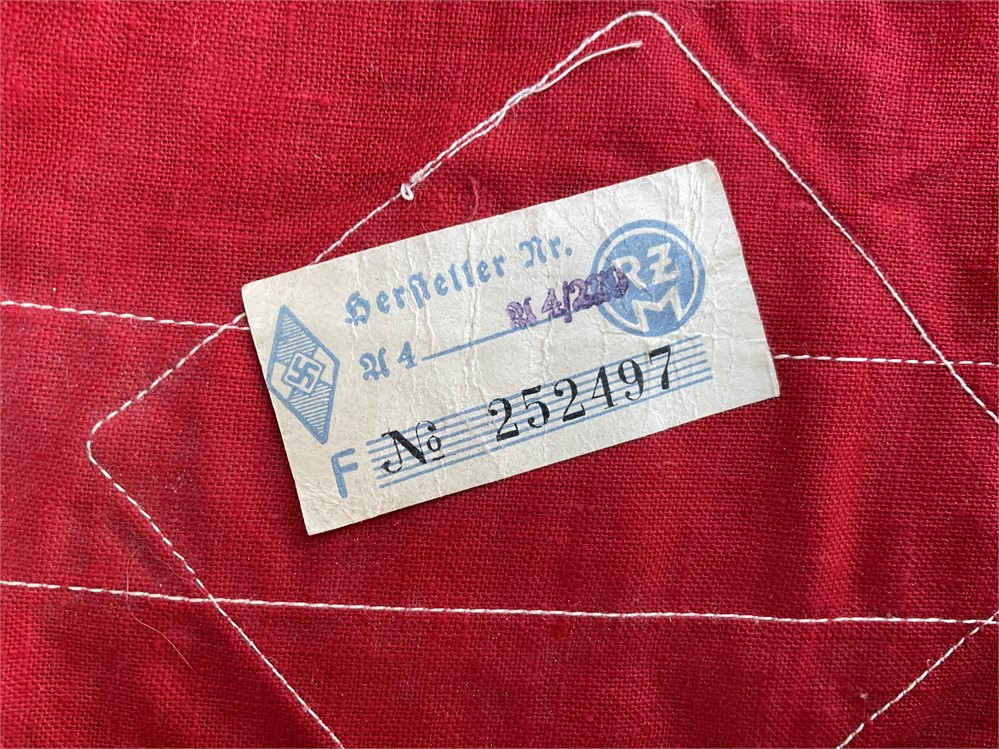 Hersteller Nr.
RZM
A 4
F № 252497